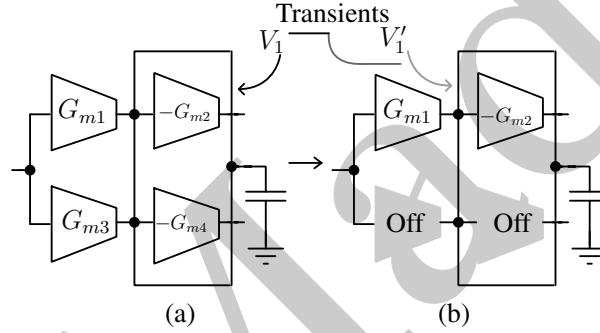 Transients
V1 V1′
Gm1 −Gm2 Gm1 −Gm2
Gm3 −Gm4 Off Off
(a) (b)